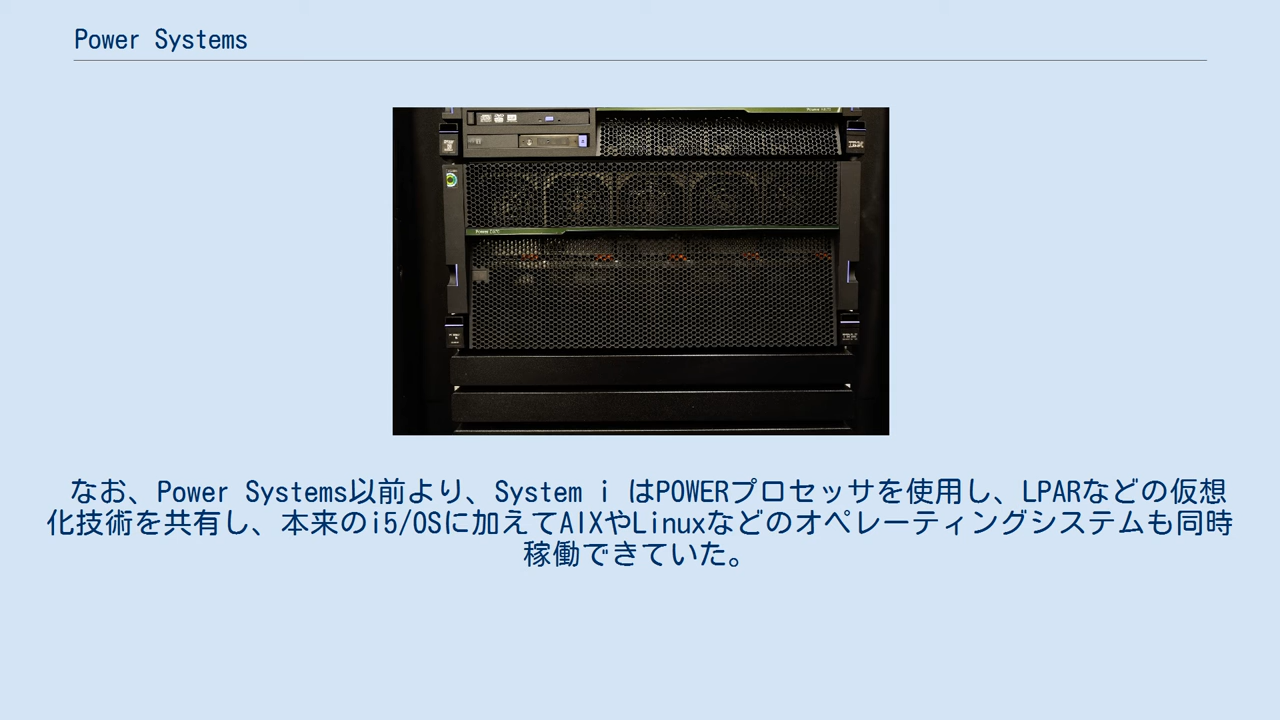 Power Systems
IBM
IBM
なお、Power Systems以前より、System i はPOWERプロセッサを使用し、LPARなどの仮想
化技術を共有し、本来のi5/OSに加えてAIXやLinuxなどのオペレーティングシステムも同時
稼働できていた。